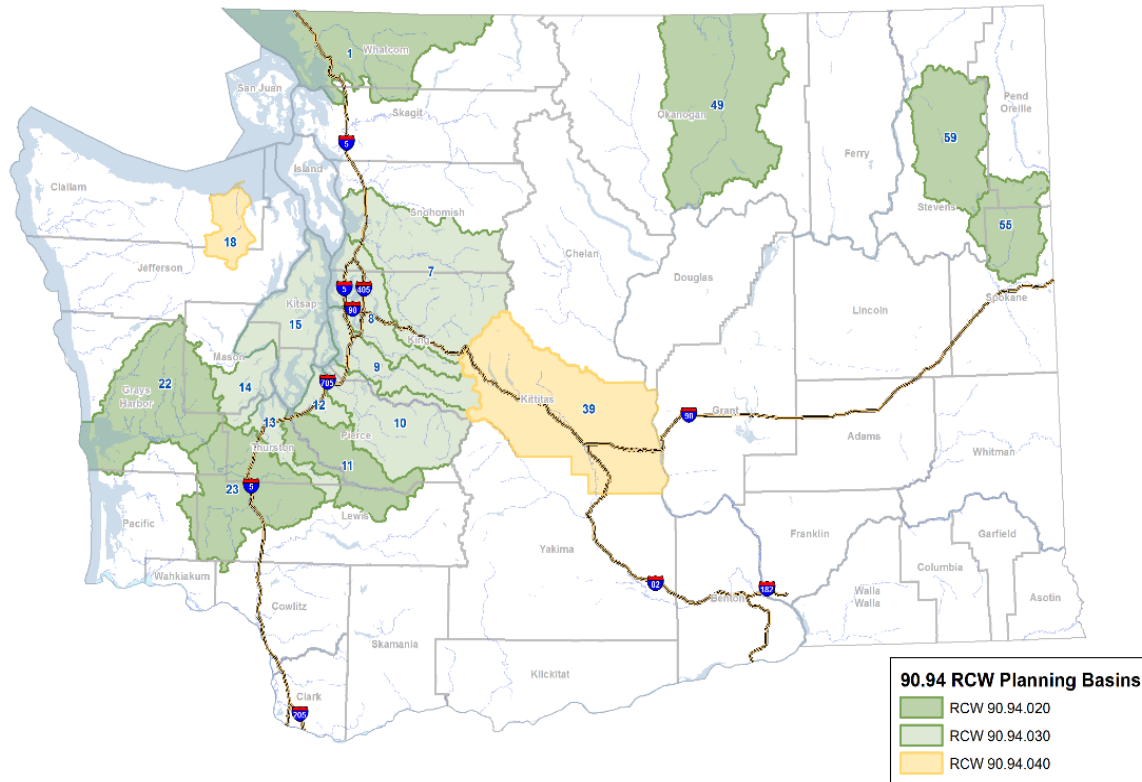 1
Whatcom
San Juan
Skagit
5
Island
49
Okanogan
Ferry
59
Pend
Oreille
Stevens
55
Clallam
18
Jefferson
Snohomish
7
Chelan
Douglas
Spokane
Lincoln
Kitsap
15
5
405
90
8
King
Mason
14
9
705
12
13
Grays
Harbor
22
Thurston
Pierce
10
11
Kittitas
39
90
Grant
Adams
Whitman
23
5
Lewis
Pacific
Wahkiakum
Cowlitz
Skamania
Yakima
82
Benton
182
Franklin
Walla
Walla
Columbia
Garfield
Asotin
Klickitat
Clark
205
90.94 RCW Planning Basins
RCW 90.94.020
RCW 90.94.030
RCW 90.94.040